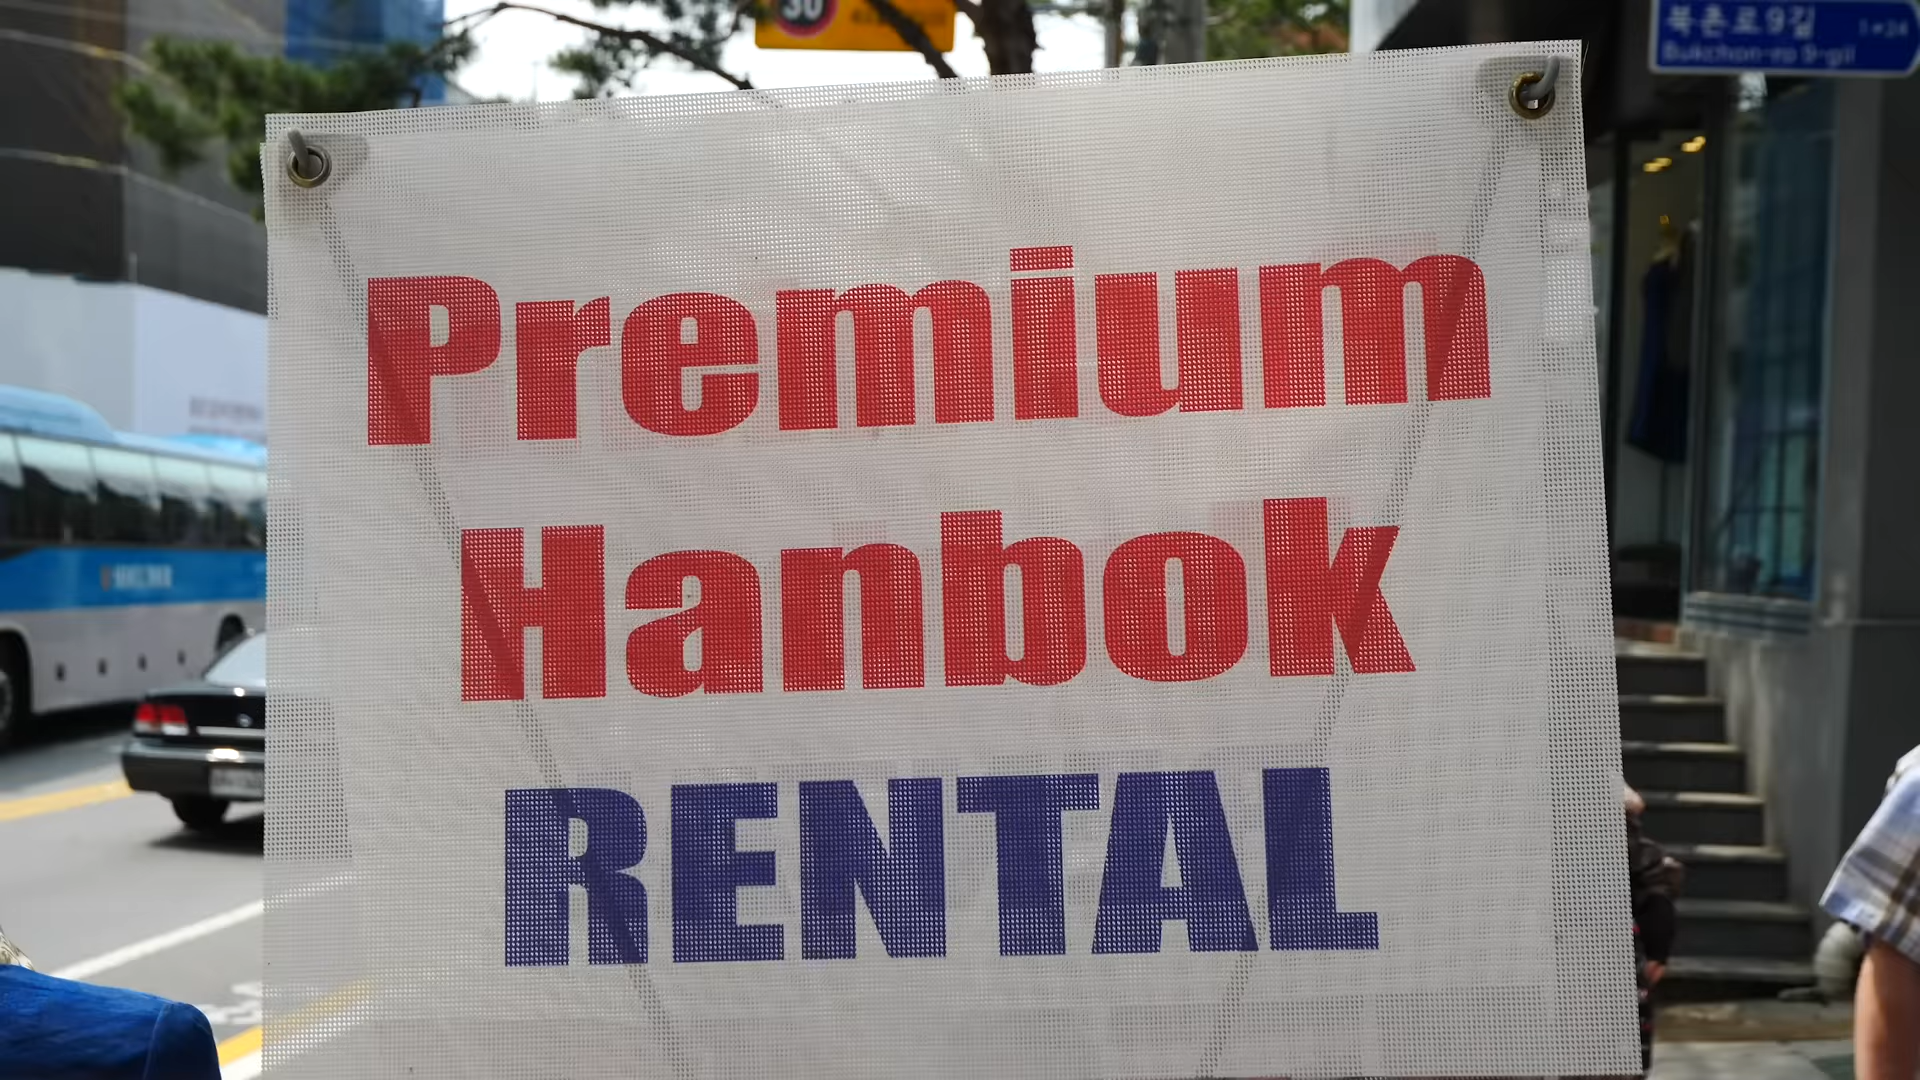 30
북촌로9길
Bukchon-ro 9-gil
Premium
Hanbok
RENTAL